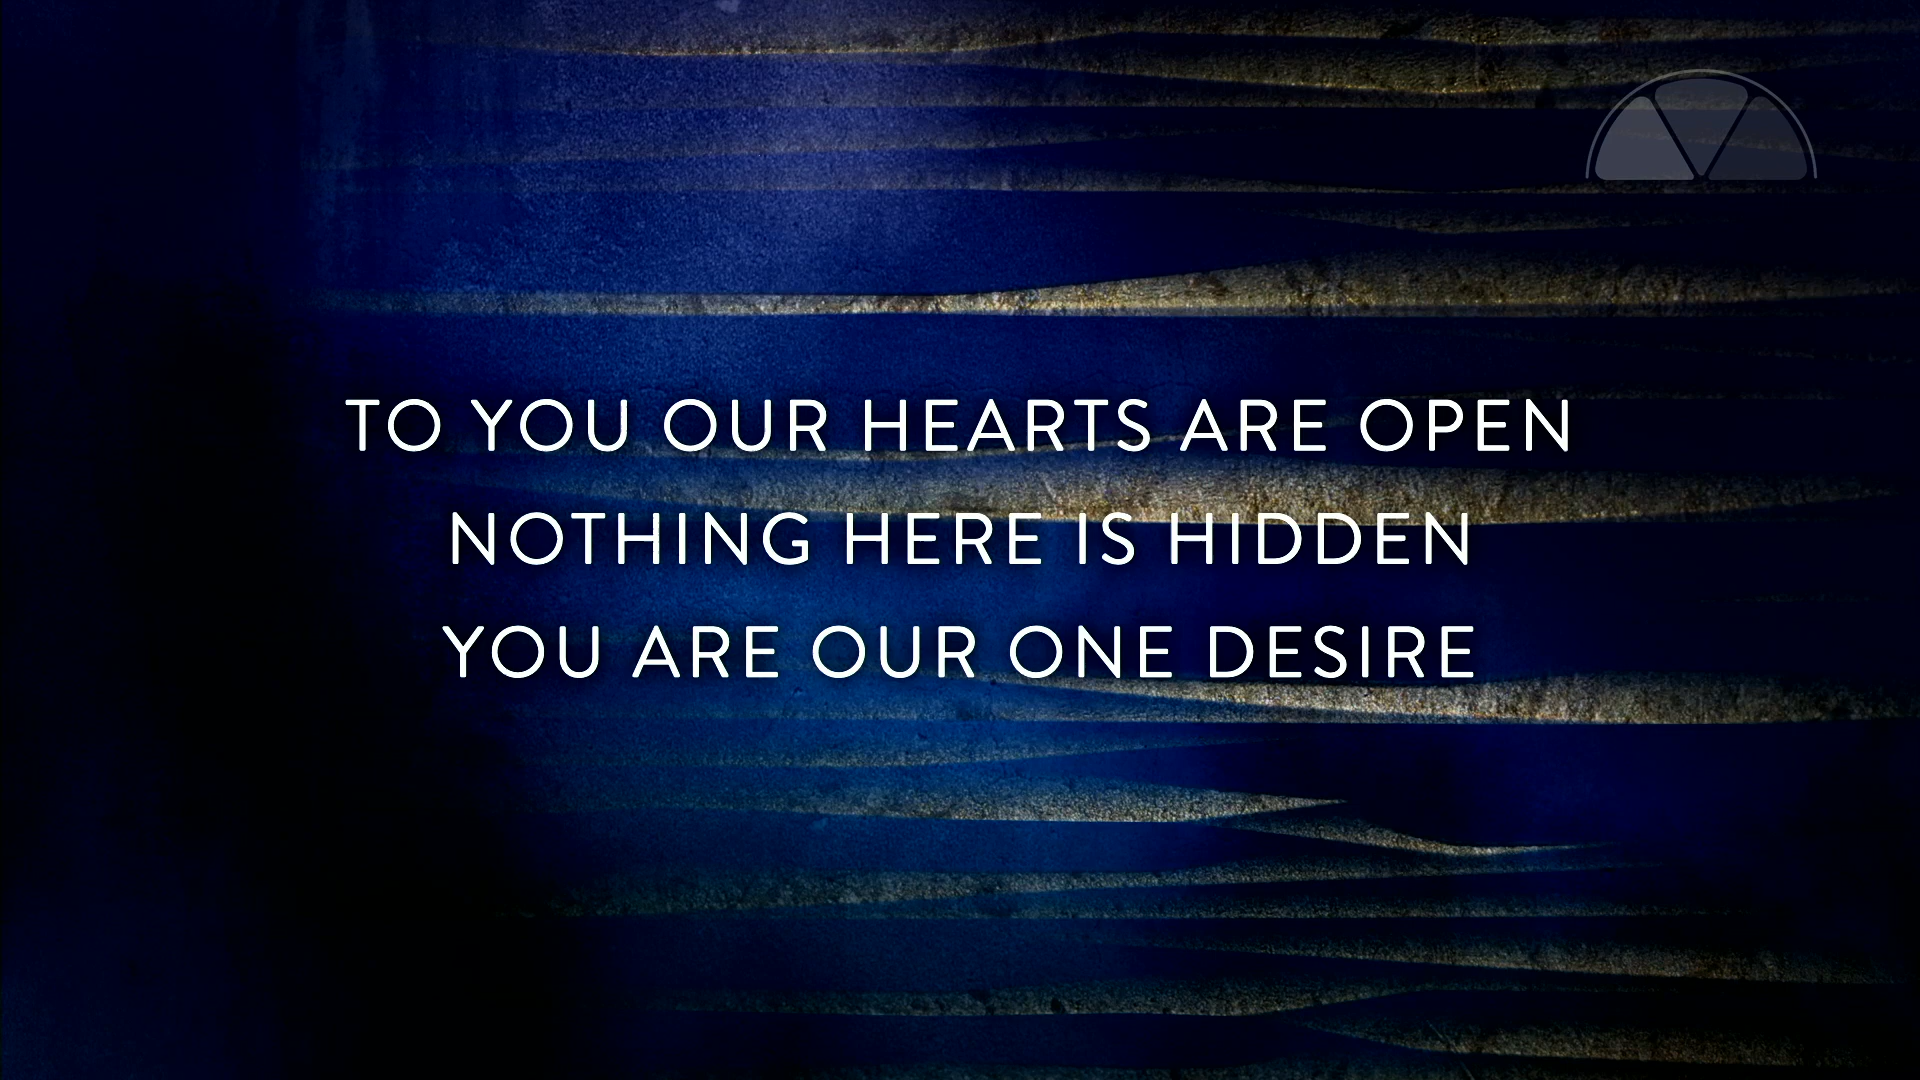 TO YOU OUR HEARTS ARE OPEN
NOTHING HERE IS HIDDEN
YOU ARE OUR ONE DESIRE